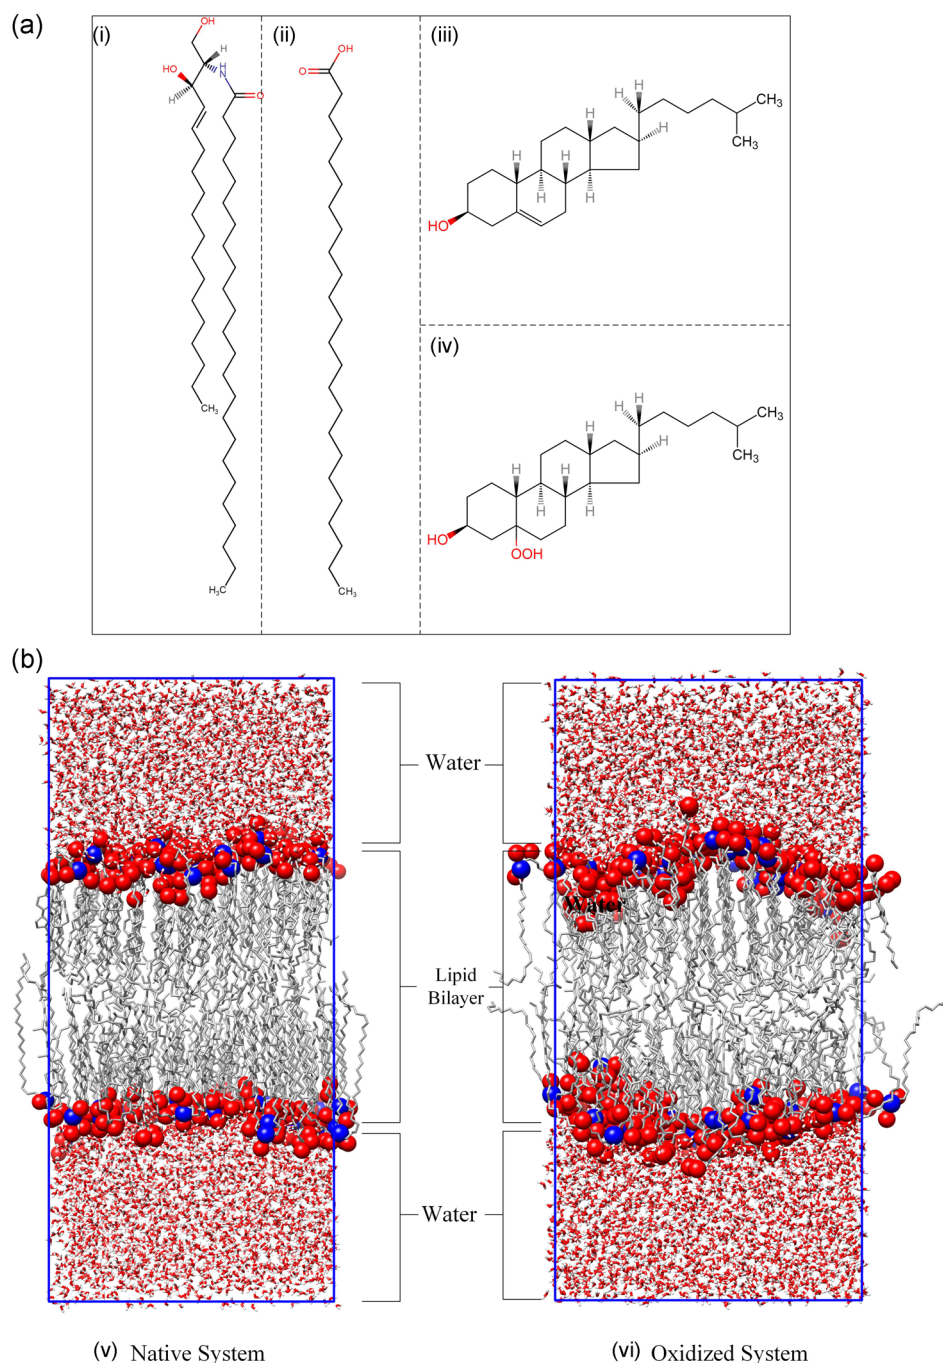 (a)
(i)
(ii)
(iii)
OH
H
HO
N
H
H
O
CH₃
H₃C
OH
O
CH₃
H
H
CH₃
CH₃
H
H
H
H
H
H
HO
(iv)
H
H
CH₃
CH₃
H
H
H
H
H
HO
OOH
(b)
Water
Water
Lipid
Bilayer
Water
(v) Native System
(vi) Oxidized System